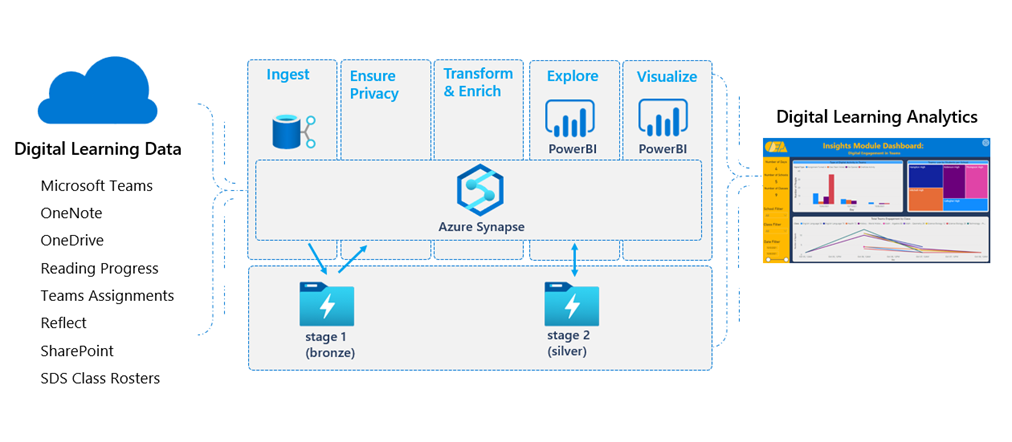 Digital Learning Data
Microsoft Teams
OneNote
OneDrive
Reading Progress
Teams Assignments
Reflect
SharePoint
SDS Class Rosters
Ingest
Ensure
Privacy
Transform
& Enrich
Explore
PowerBI
Visualize
PowerBI
Azure Synapse
stage 1
(bronze)
stage 2
(silver)
Digital Learning Analytics
Insights Module Dashboard:
Digital Engagement in Teams